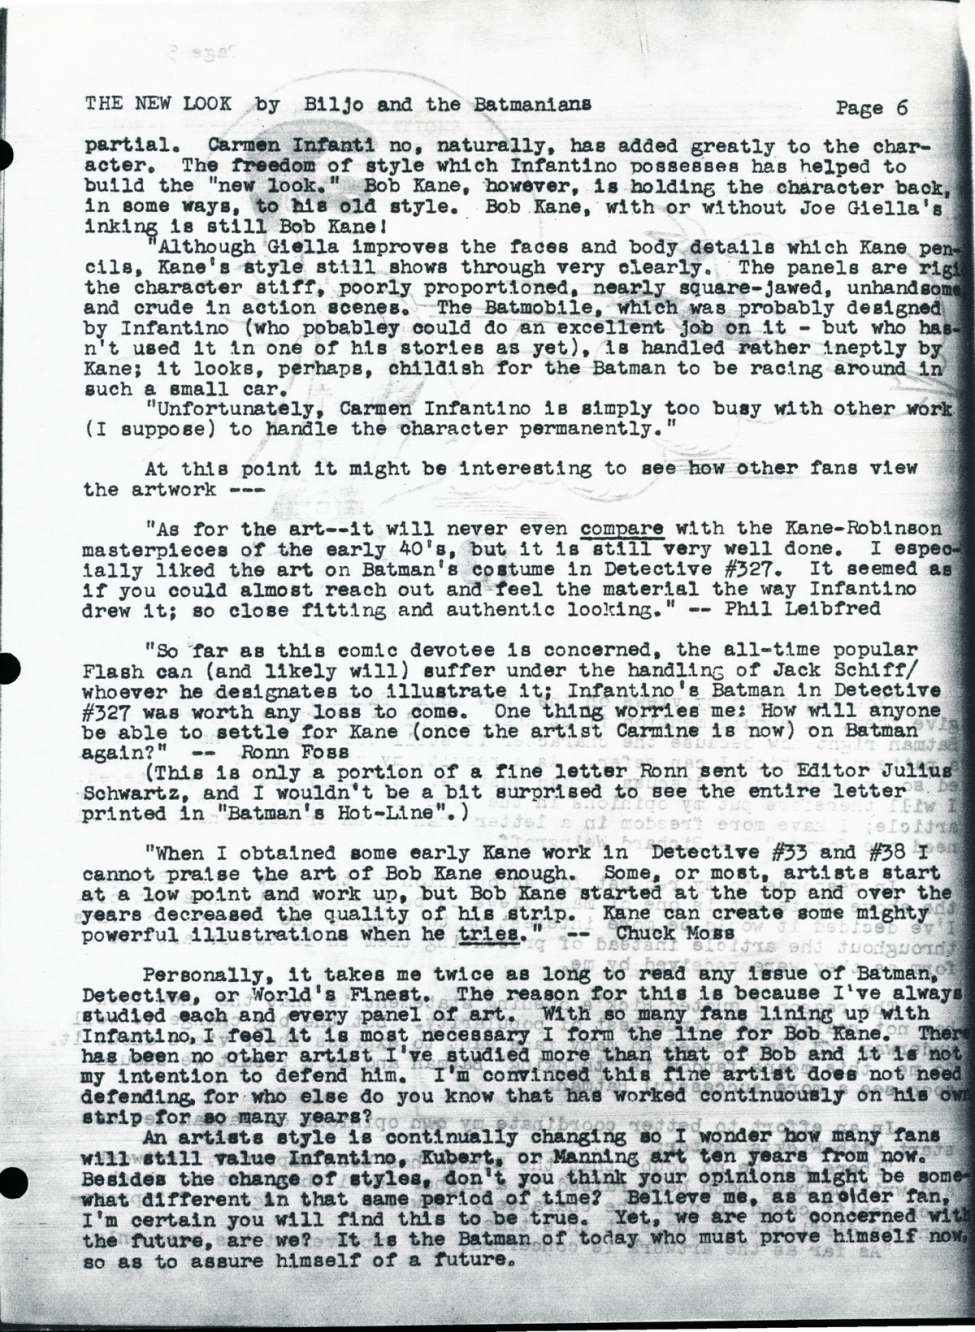 THE NEW LOOK by Biljo and the Batmanians
Page 6
partial. Carmen Infanti no, naturally, has added greatly to the char-
acter. The freedom of style which Infantino possesses has helped to
build the "new look." Bob Kane, however, is holding the character back,
in some ways, to his old style. Bob Kane, with or without Joe Giella's
inking is still Bob Kane!
"Although Giella improves the faces and body details which Kane pen-
cils, Kane's style still shows through very clearly. The panels are rigi
the character stiff, poorly proportioned, nearly square-jawed, unhandsome
and crude in action scenes. The Batmobile, which was probably designed
by Infantino (who pobabley could do an excellent job on it - but who has-
n't used it in one of his stories as yet), is handled rather ineptly by
Kane; it looks, perhaps, childish for the Batman to be racing around in
such a small car.
"Unfortunately, Carmen Infantino is simply too busy with other work
(I suppose) to handle the character permanently."
At this point it might be interesting to see how other fans view
the artwork ---
"As for the art--it will never even compare with the Kane-Robinson
masterpieces of the early 40's, but it is still very well done. I espec-
ially liked the art on Batman's costume in Detective #327. It seemed as
if you could almost reach out and feel the material the way Infantino
drew it; so close fitting and authentic looking." -- Phil Leibfred
"So far as this comic devotee is concerned, the all-time popular
Flash can (and likely will) suffer under the handling of Jack Schiff/
whoever he designates to illustrate it; Infantino's Batman in Detective
#327 was worth any loss to come. One thing worries me: How will anyone
be able to settle for Kane (once the artist Carmine is now) on Batman
again?" -- Ronn Foss
(This is only a portion of a fine letter Ronn sent to Editor Julius
Schwartz, and I wouldn't be a bit surprised to see the entire letter
printed in "Batman's Hot-Line".)
"When I obtained some early Kane work in Detective #33 and #38 I
cannot praise the art of Bob Kane enough. Some, or most, artists start
at a low point and work up, but Bob Kane started at the top and over the
years decreased the quality of his strip. Kane can create some mighty
powerful illustrations when he tries." -- Chuck Moss
Personally, it takes me twice as long to read any issue of Batman,
Detective, or World's Finest. The reason for this is because I've always
studied each and every panel of art. With so many fans lining up with
Infantino, I feel it is most necessary I form the line for Bob Kane. There
has been no other artist I've studied more than that of Bob and it is not
my intention to defend him. I'm convinced this fine artist does not need
defending, for who else do you know that has worked continuously on his own
strip for so many years?
An artists style is continually changing so I wonder how many fans
will still value Infantino, Kubert, or Manning art ten years from now.
Besides the change of styles, don't you think your opinions might be some-
what different in that same period of time? Believe me, as an older fan,
I'm certain you will find this to be true. Yet, we are not concerned with
the future, are we? It is the Batman of today who must prove himself now,
so as to assure himself of a future.